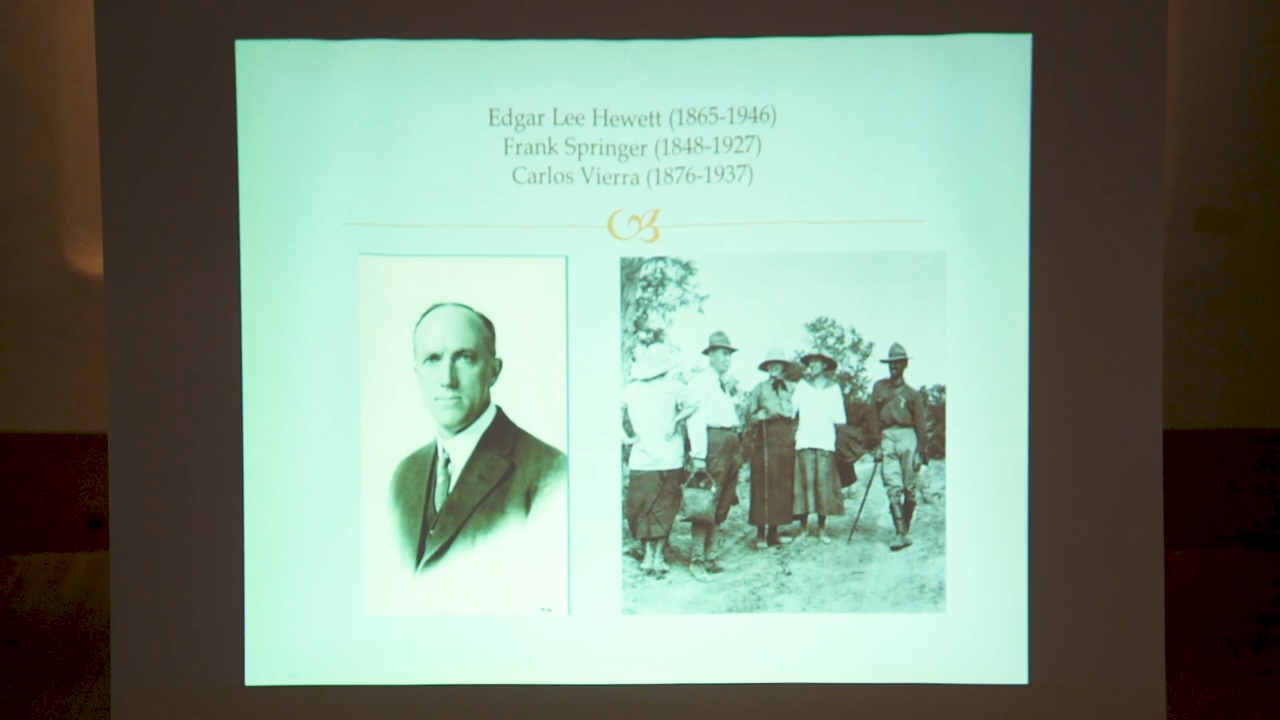 Edgar Lee Hewett (1865-1946)
Frank Springer (1848-1927)
Carlos Vierra (1876-1937)